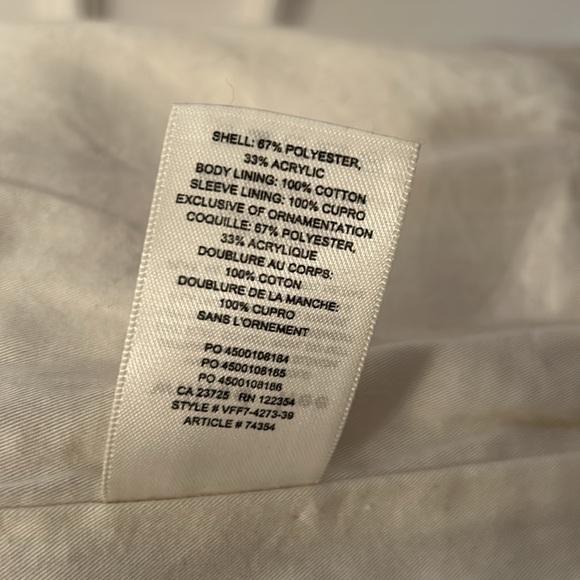 SHELL: 67% POLYESTER,
33% ACRYLIC
BODY LINING: 100% COTTON
SLEEVE LINING: 100% CUPRO
EXCLUSIVE OF ORNAMENTATION
COQUILLE: 67% POLYESTER,
33% ACRYLIQUE
DOUBLURE AU CORPS:
100% COTON
DOUBLURE DE LA MANCHE:
100% CUPRO
SANS L'ORNEMENT
PO 4500108184
PO 4500108185
PO 4500108186
CA 23725 RN 122354
STYLE # VFF7-4273-39
ARTICLE # 74354